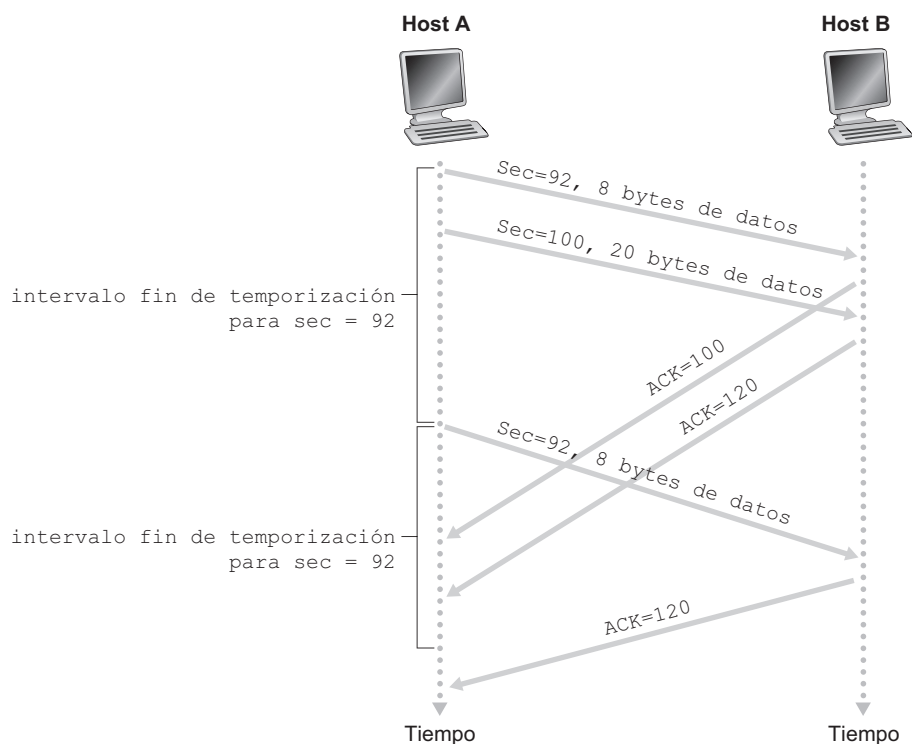 Host A
Host B
Sec=92, 8 bytes de datos
Sec=100, 20 bytes de datos
intervalo fin de temporización
para sec = 92
ACK=100
ACK=120
Sec=92, 8 bytes de datos
intervalo fin de temporización
para sec = 92
ACK=120
Tiempo
Tiempo